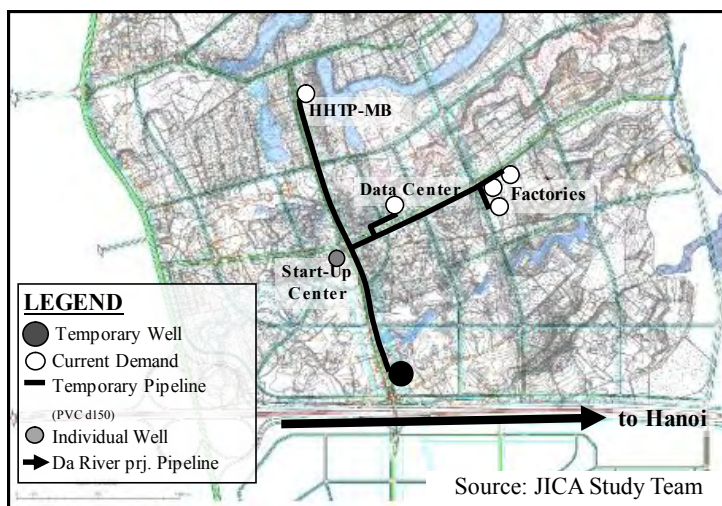 HHTP-MB
Data Center
Factories
Start-Up
Center
LEGEND
Temporary Well
Current Demand
Temporary Pipeline
(PVC d150)
Individual Well
Da River prj. Pipeline
to Hanoi
Source: JICA Study Team